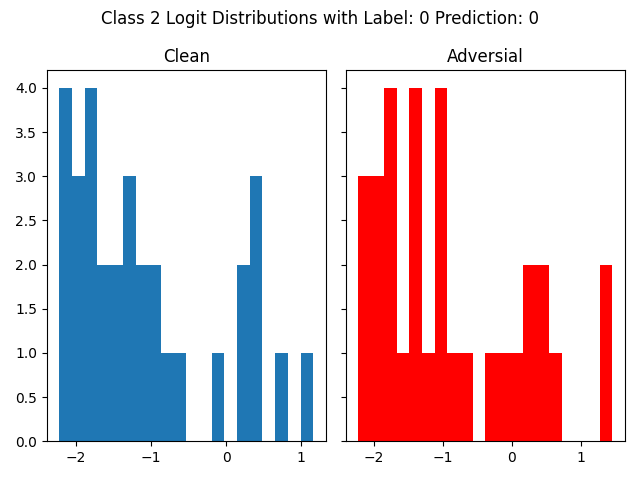 Class 2 Logit Distributions with Label: 0 Prediction: 0
Clean
Adversial
4.0
3.5
3.0
2.5
2.0
1.5
1.0
0.5
0.0
−2 −1 0 1
−2 −1 0 1